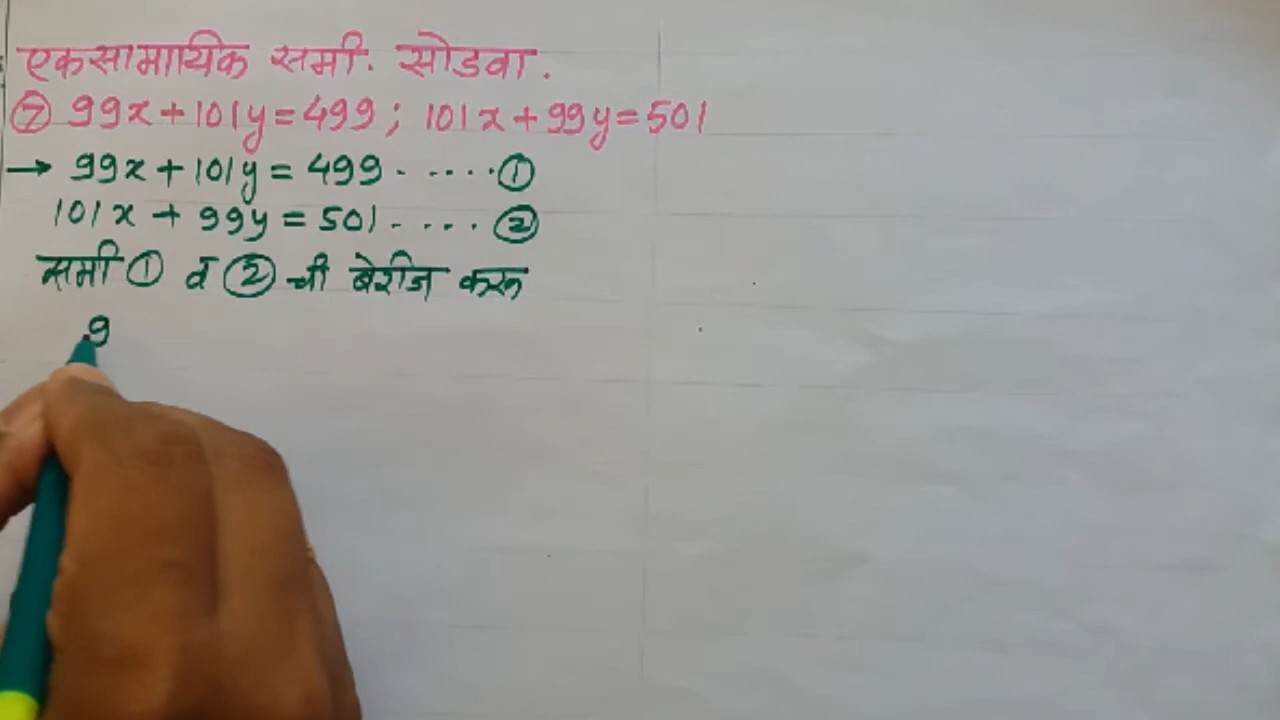 एकसामायिक समी. सोडवा.
⑦ 99x+101y=499; 101x+99y=501
→ 99x+101y=499......①
101x+99y=501.....②
समी ① व ② ची बेरीज करू
9